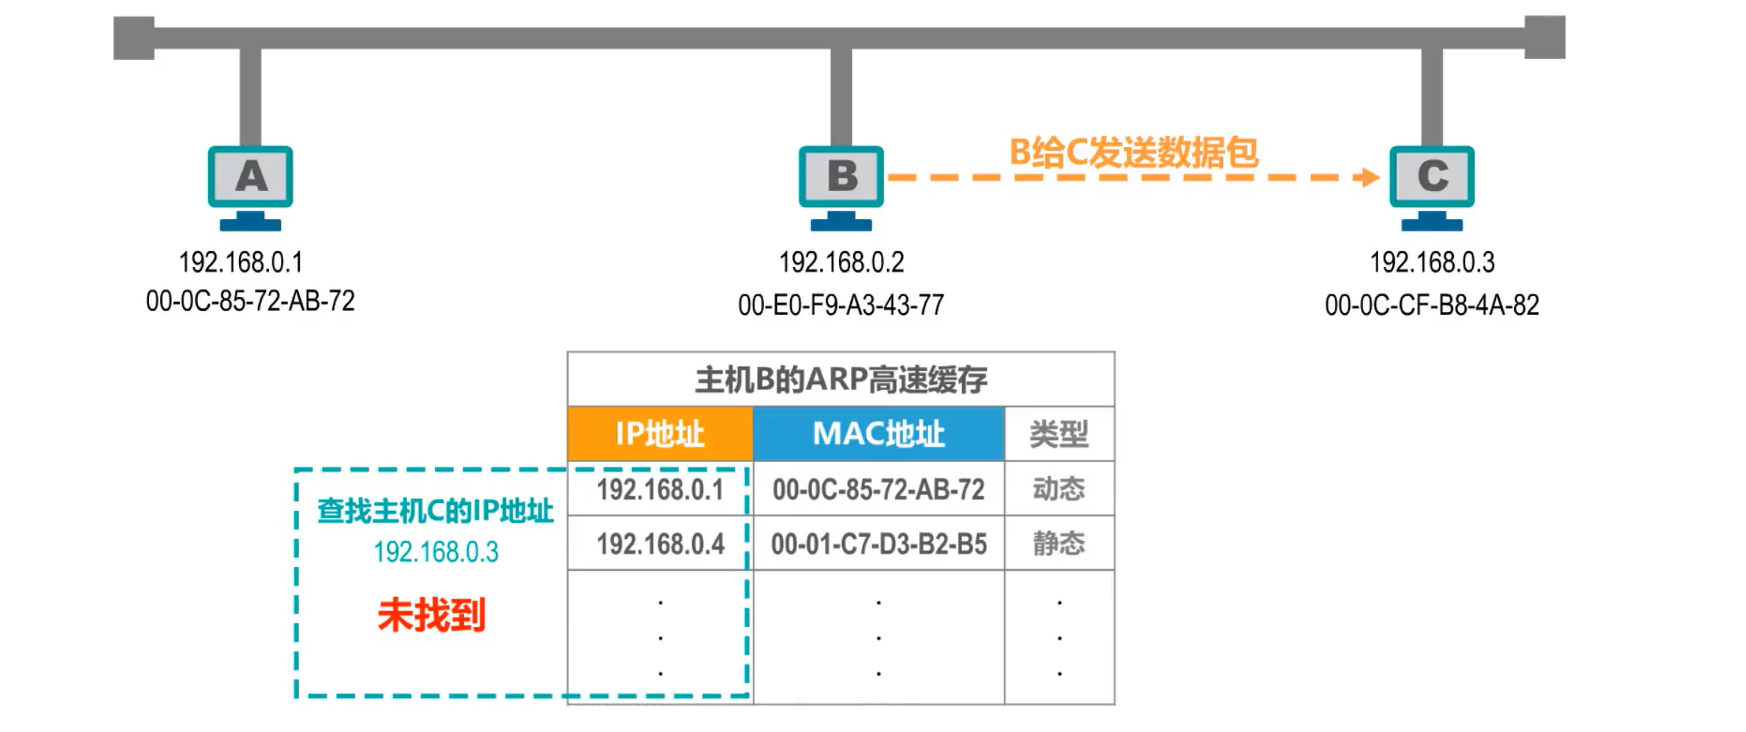 B给C发送数据包
A
B
C
192.168.0.1
192.168.0.2
192.168.0.3
00-0C-85-72-AB-72
00-E0-F9-A3-43-77
00-0C-CF-B8-4A-82
主机B的ARP高速缓存
IP地址 MAC地址 类型
192.168.0.1 00-0C-85-72-AB-72 动态
192.168.0.4 00-01-C7-D3-B2-B5 静态
. . .
. . .
. . .
查找主机C的IP地址
192.168.0.3
未找到